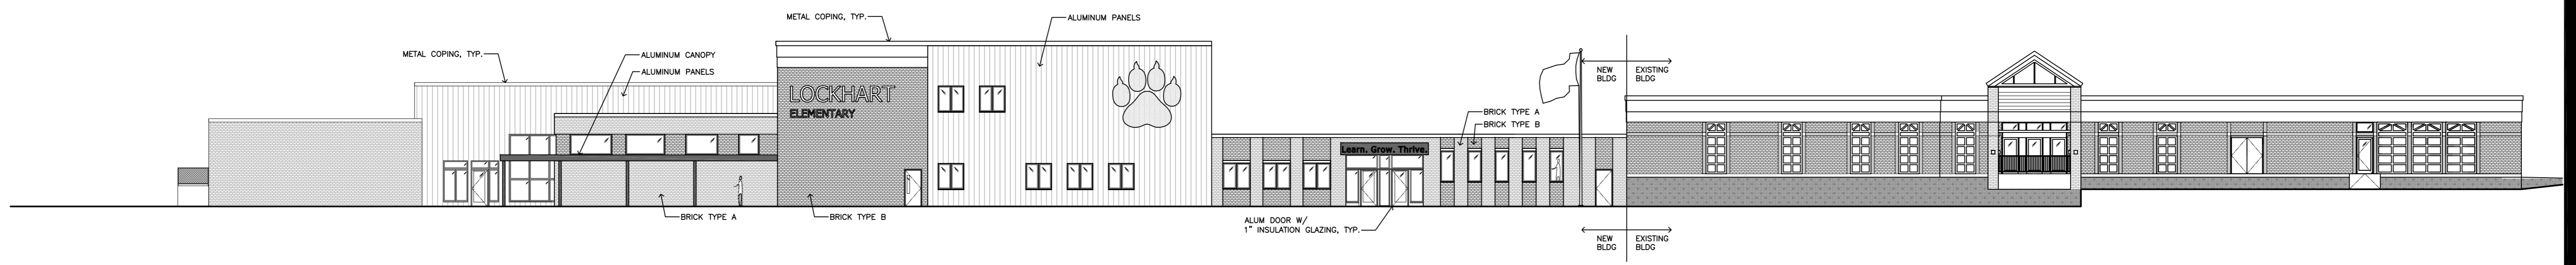 METAL COPING, TYP.
ALUMINUM PANELS
METAL COPING, TYP.
ALUMINUM CANOPY
ALUMINUM PANELS
NEW
BLDG
EXISTING
BLDG
LOCKHART
ELEMENTARY
BRICK TYPE A
BRICK TYPE B
Learn. Grow. Thrive.
BRICK TYPE A
BRICK TYPE B
ALUM DOOR W/
1" INSULATION GLAZING, TYP.
NEW
BLDG
EXISTING
BLDG